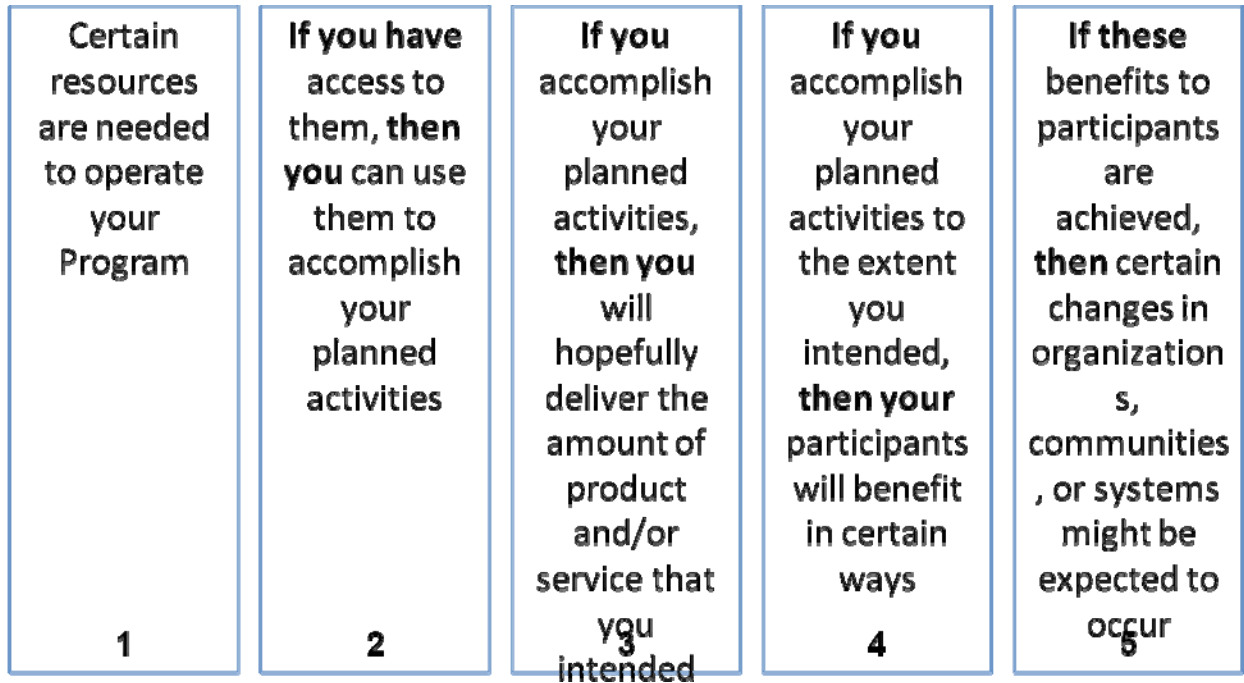 Certain
resources
are needed
to operate
your
Program
1
If you have
access to
them, then
you can use
them to
accomplish
your
planned
activities
2
If you
accomplish
your
planned
activities,
then you
will
hopefully
deliver the
amount of
product
and/or
service that
you
intended
3
If you
accomplish
your
planned
activities to
the extent
you
intended,
then your
participants
will benefit
in certain
ways
4
If these
benefits to
participants
are
achieved,
then certain
changes in
organization
s,
communities
, or systems
might be
expected to
occur
5